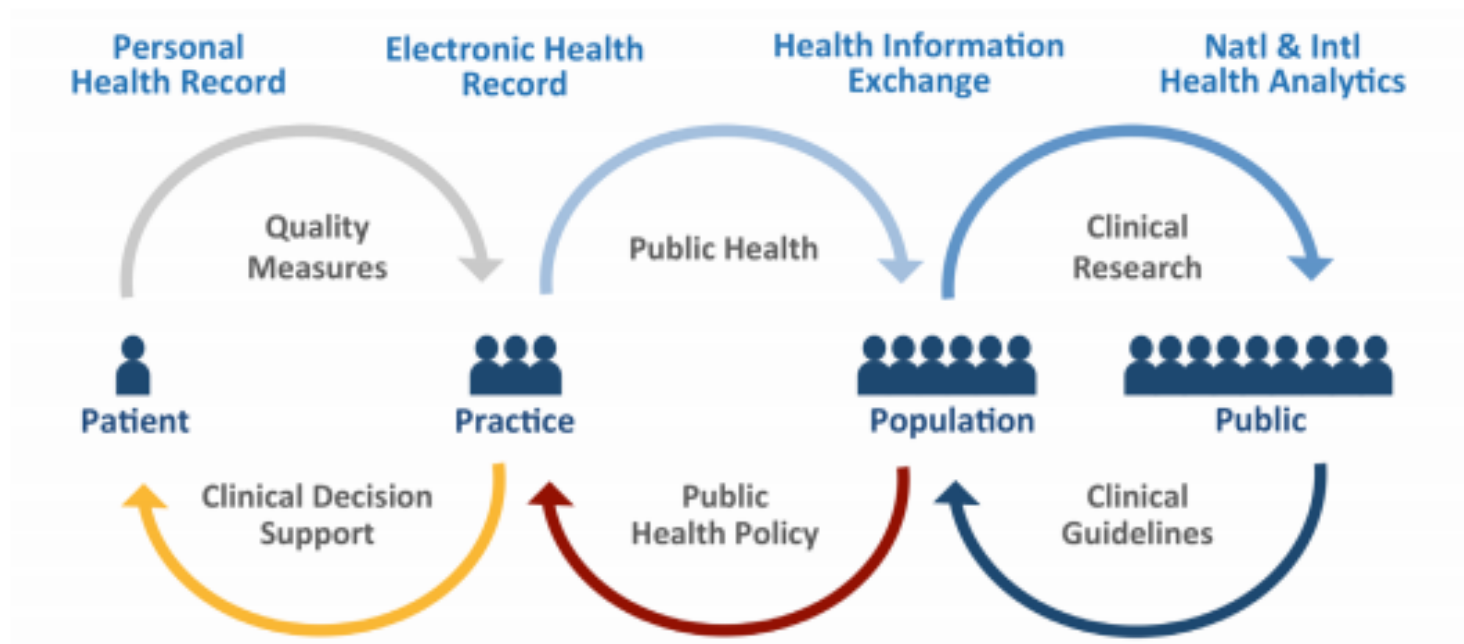 Personal
Health Record
Electronic Health
Record
Health Information
Exchange
Natl & Intl
Health Analytics
Quality
Measures
Public Health
Clinical
Research
Patient
Practice
Population
Public
Clinical Decision
Support
Public
Health Policy
Clinical
Guidelines